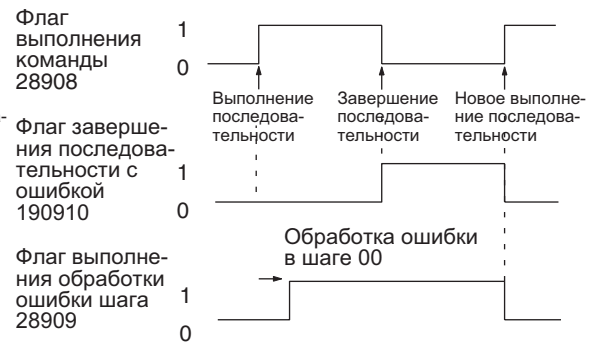 Флаг
выполнения
команды
28908
1
0
Выполнение
последова-
тельности
Завершение
последова-
тельности
Новое выполне-
ние последова-
тельности
-
Флаг заверше-
ния последова-
тельности с
ошибкой
190910
1
0
Обработка ошибки
в шаге 00
Флаг выполне-
ния обработки
ошибки шага
28909
1
0